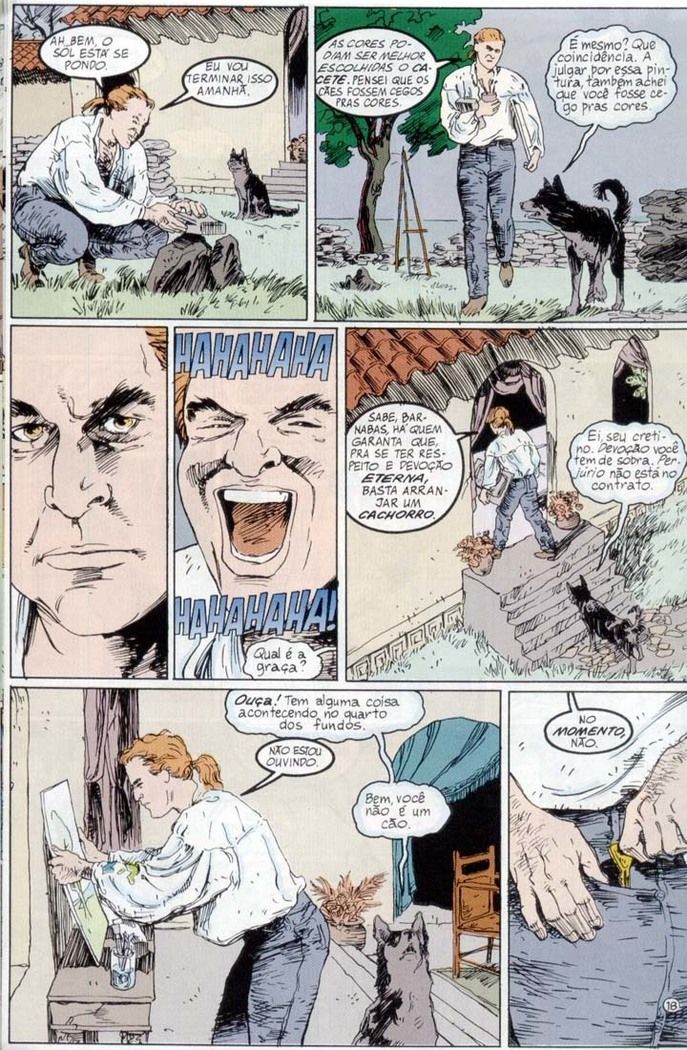 AH, BEM, O
SOL ESTÁ SE
PONDO.
EU VOU
TERMINAR ISSO
AMANHÃ.
AS CORES PO-
DIAM SER MELHOR
ESCOLHIDAS O CA-
CETE. PENSEI QUE OS
CÃES FOSSEM CEGOS
PRAS CORES.
É mesmo? Que
coincidência. A
julgar por essa pin-
tura, também achei
que você fosse ce-
go pras cores.
HAHAHAHA
HAHAHAHA!
Qual é a
graça?
SABE, BAR-
NABAS, HÁ QUEM
GARANTA QUE,
PRA SE TER RES-
PEITO E DEVOÇÃO
ETERNA,
BASTA ARRAN-
JAR UM
CACHORRO.
Ei, seu creti-
no. Devoção você
tem de sobra. Per-
júrio não está no
contrato.
Ouça! Tem alguma coisa
acontecendo no quarto
dos fundos.
NÃO ESTOU
OUVINDO.
Bem, você
não é um
cão.
NO
MOMENTO,
NÃO.
18